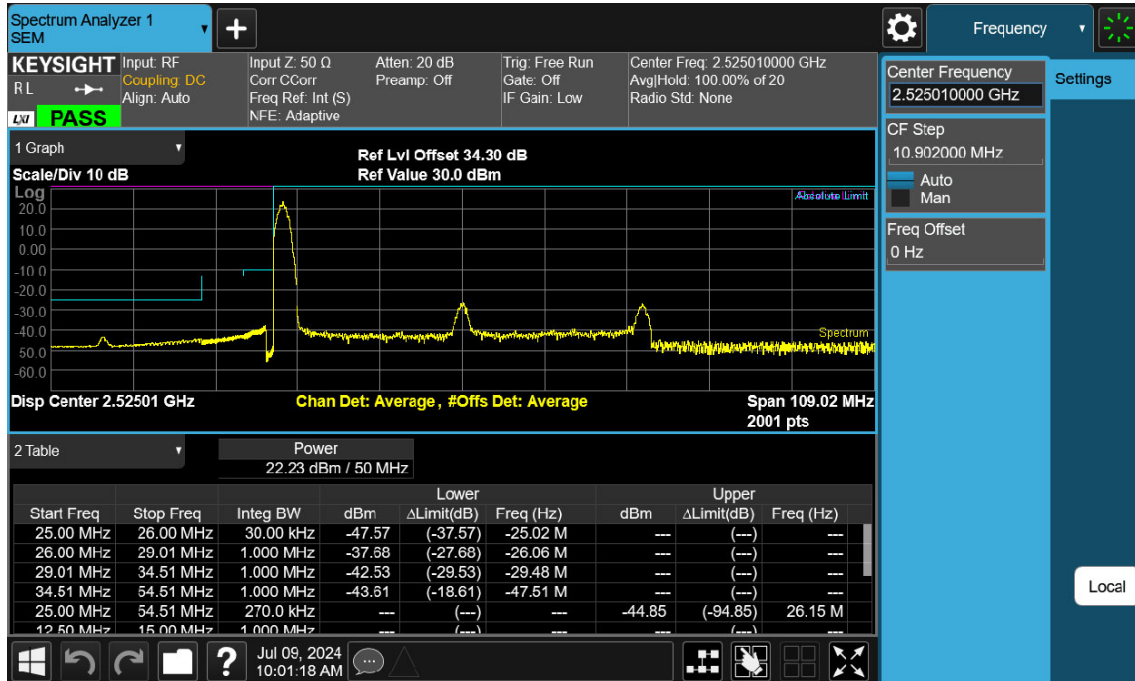 Spectrum Analyzer 1
SEM
Frequency
KEYSIGHT Input: RF Input Z: 50 Ω Atten: 20 dB Trig: Free Run Center Freq: 2.525010000 GHz
R L Coupling: DC Corr CCorr Preamp: Off Gate: Off Avg|Hold: 100.00% of 20
Align: Auto Freq Ref: Int (S) IF Gain: Low Radio Std: None
LXI PASS NFE: Adaptive
Center Frequency
2.525010000 GHz
Settings
CF Step
10.902000 MHz
Auto
Man
Freq Offset
0 Hz
1 Graph
Ref Lvl Offset 34.30 dB
Scale/Div 10 dB Ref Value 30.0 dBm
Log
20.0
10.0
0.00
-10.0
-20.0
-30.0
-40.0
50.0
-60.0
Spectrum
Disp Center 2.52501 GHz Chan Det: Average , #Offs Det: Average Span 109.02 MHz
2001 pts
2 Table Power
22.23 dBm / 50 MHz
Lower Upper
Start Freq Stop Freq Integ BW dBm ΔLimit(dB) Freq (Hz) dBm ΔLimit(dB) Freq (Hz)
25.00 MHz 26.00 MHz 30.00 kHz -47.57 (-37.57) -25.02 M --- (---) ---
26.00 MHz 29.01 MHz 1.000 MHz -37.68 (-27.68) -26.06 M --- (---) ---
29.01 MHz 34.51 MHz 1.000 MHz -42.53 (-29.53) -29.48 M --- (---) ---
34.51 MHz 54.51 MHz 1.000 MHz -43.61 (-18.61) -47.51 M --- (---) ---
25.00 MHz 54.51 MHz 270.0 kHz --- (---) --- -44.85 (-94.85) 26.15 M
12.50 MHz 15.00 MHz 1.000 MHz --- (---) --- --- (---) ---
Local
? Jul 09, 2024
10:01:18 AM